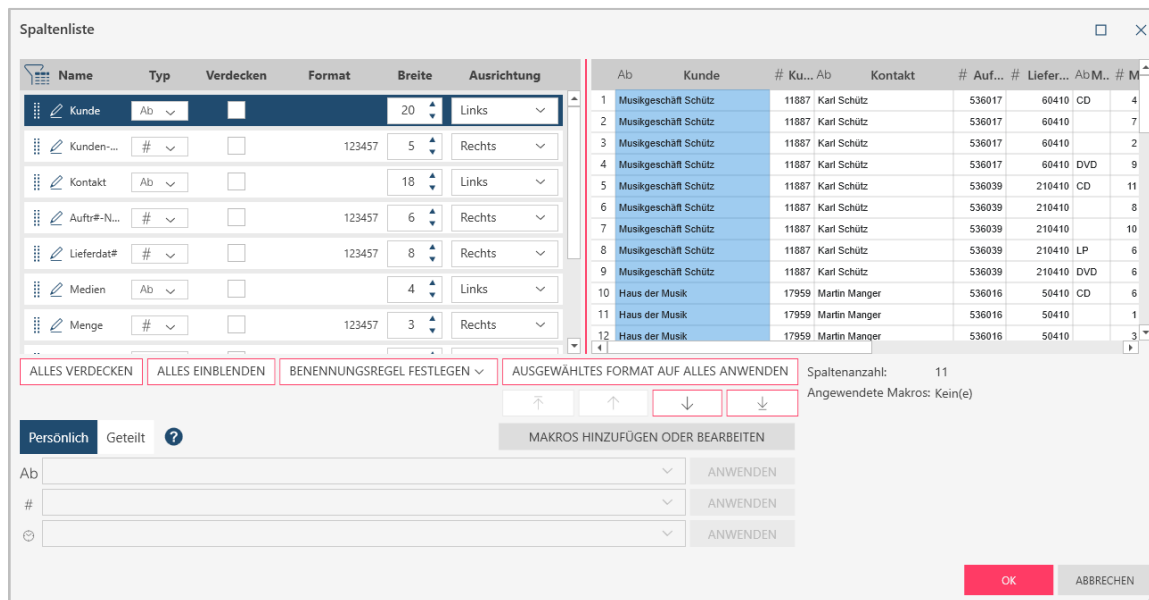 Spaltenliste
Name Typ Verdecken Format Breite Ausrichtung
Kunde Ab 20 Links
Kunden-... # 123457 5 Rechts
Kontakt Ab 18 Links
Auftr#-N... # 123457 6 Rechts
Lieferdat# # 123457 8 Rechts
Medien Ab 4 Links
Menge # 123457 3 Rechts
Ab Kunde # Ku... Ab Kontakt # Auf... # Liefer... Ab M.. # M
1 Musikgeschäft Schütz 11887 Karl Schütz 536017 60410 CD 4
2 Musikgeschäft Schütz 11887 Karl Schütz 536017 60410 7
3 Musikgeschäft Schütz 11887 Karl Schütz 536017 60410 2
4 Musikgeschäft Schütz 11887 Karl Schütz 536017 60410 DVD 9
5 Musikgeschäft Schütz 11887 Karl Schütz 536039 210410 CD 11
6 Musikgeschäft Schütz 11887 Karl Schütz 536039 210410 8
7 Musikgeschäft Schütz 11887 Karl Schütz 536039 210410 10
8 Musikgeschäft Schütz 11887 Karl Schütz 536039 210410 LP 6
9 Musikgeschäft Schütz 11887 Karl Schütz 536039 210410 DVD 6
10 Haus der Musik 17959 Martin Manger 536016 50410 CD 6
11 Haus der Musik 17959 Martin Manger 536016 50410 1
12 Haus der Musik 17959 Martin Manger 536016 50410 3
ALLES VERDECKEN ALLES EINBLENDEN BENENNUNGSREGEL FESTLEGEN AUSGEWÄHLTES FORMAT AUF ALLES ANWENDEN
Spaltenanzahl: 11
Angewendete Makros: Kein(e)
Persönlich Geteilt ? MAKROS HINZUFÜGEN ODER BEARBEITEN
Ab ANWENDEN
# ANWENDEN
ANWENDEN
OK ABBRECHEN